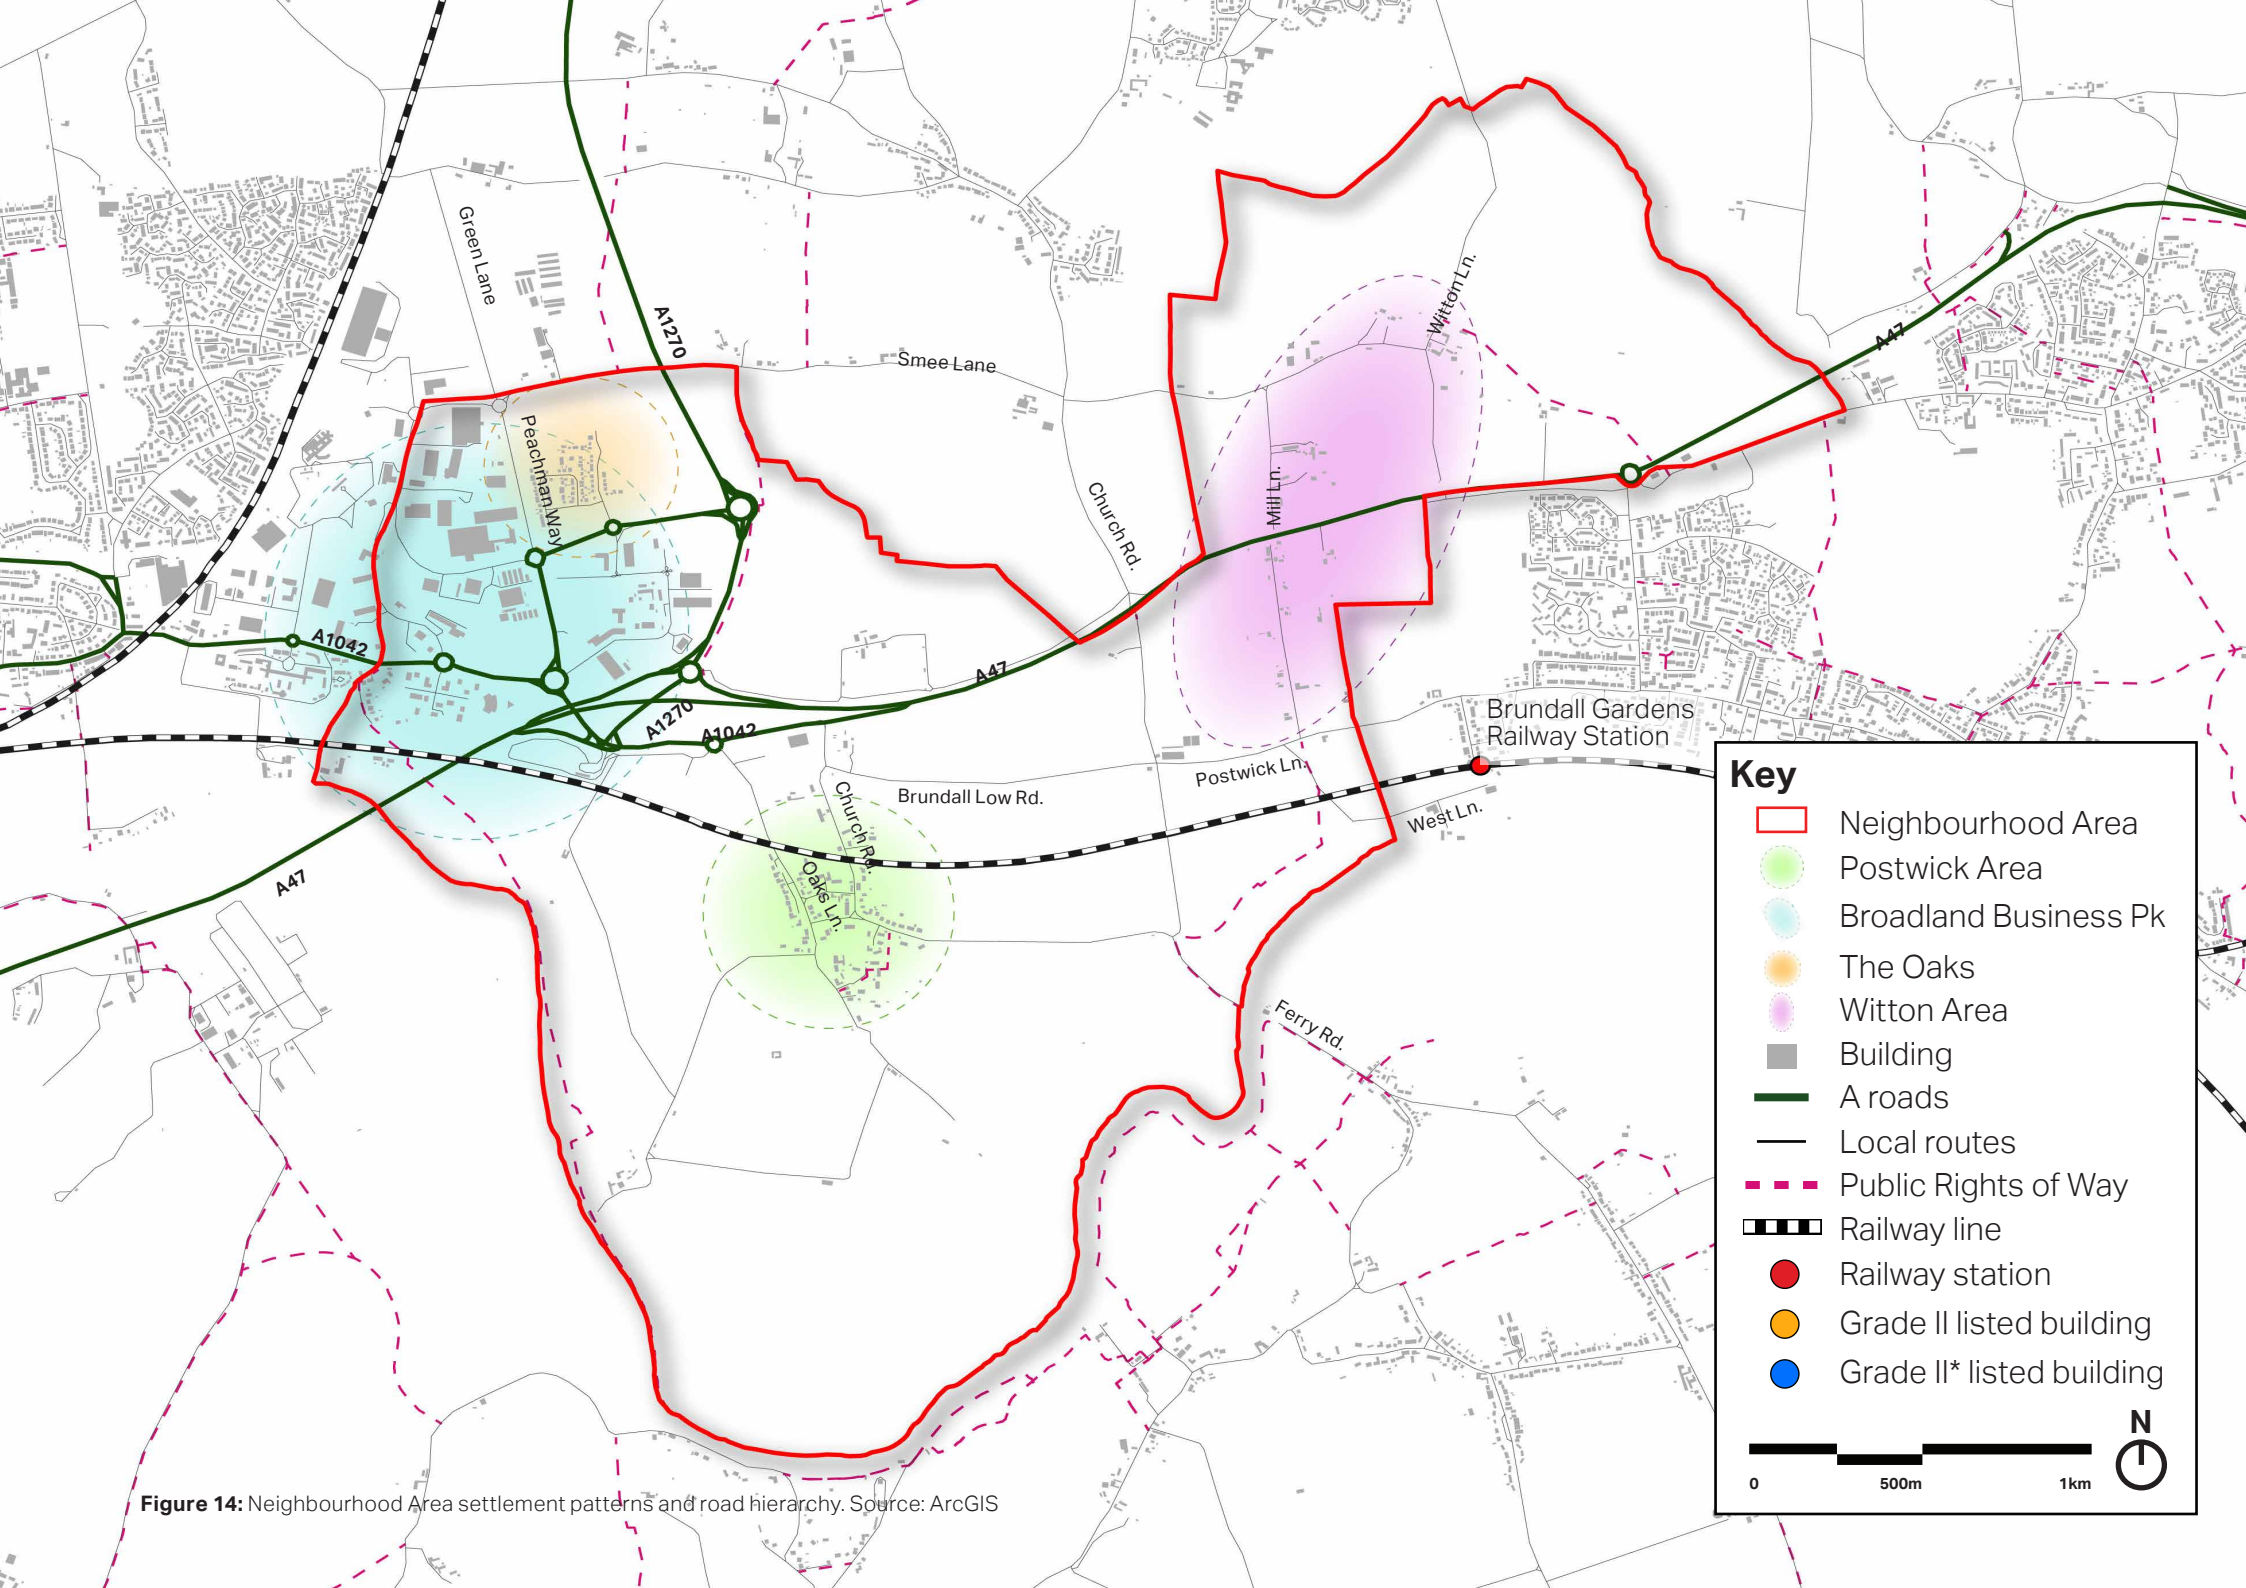 Green Lane
A1270
Smee Lane
Witton Ln.
A47
Peachman Way
Mill Ln.
Church Rd.
A1042
A47
A1270
A1042
Brundall Gardens
Railway Station
Postwick Ln.
Brundall Low Rd.
Church Rd.
West Ln.
Oaks Ln.
A47
Ferry Rd.
Key
Neighbourhood Area
Postwick Area
Broadland Business Pk
The Oaks
Witton Area
Building
A roads
Local routes
Public Rights of Way
Railway line
Railway station
Grade II listed building
Grade II* listed building
N
0 500m 1km
Figure 14: Neighbourhood Area settlement patterns and road hierarchy. Source: ArcGIS